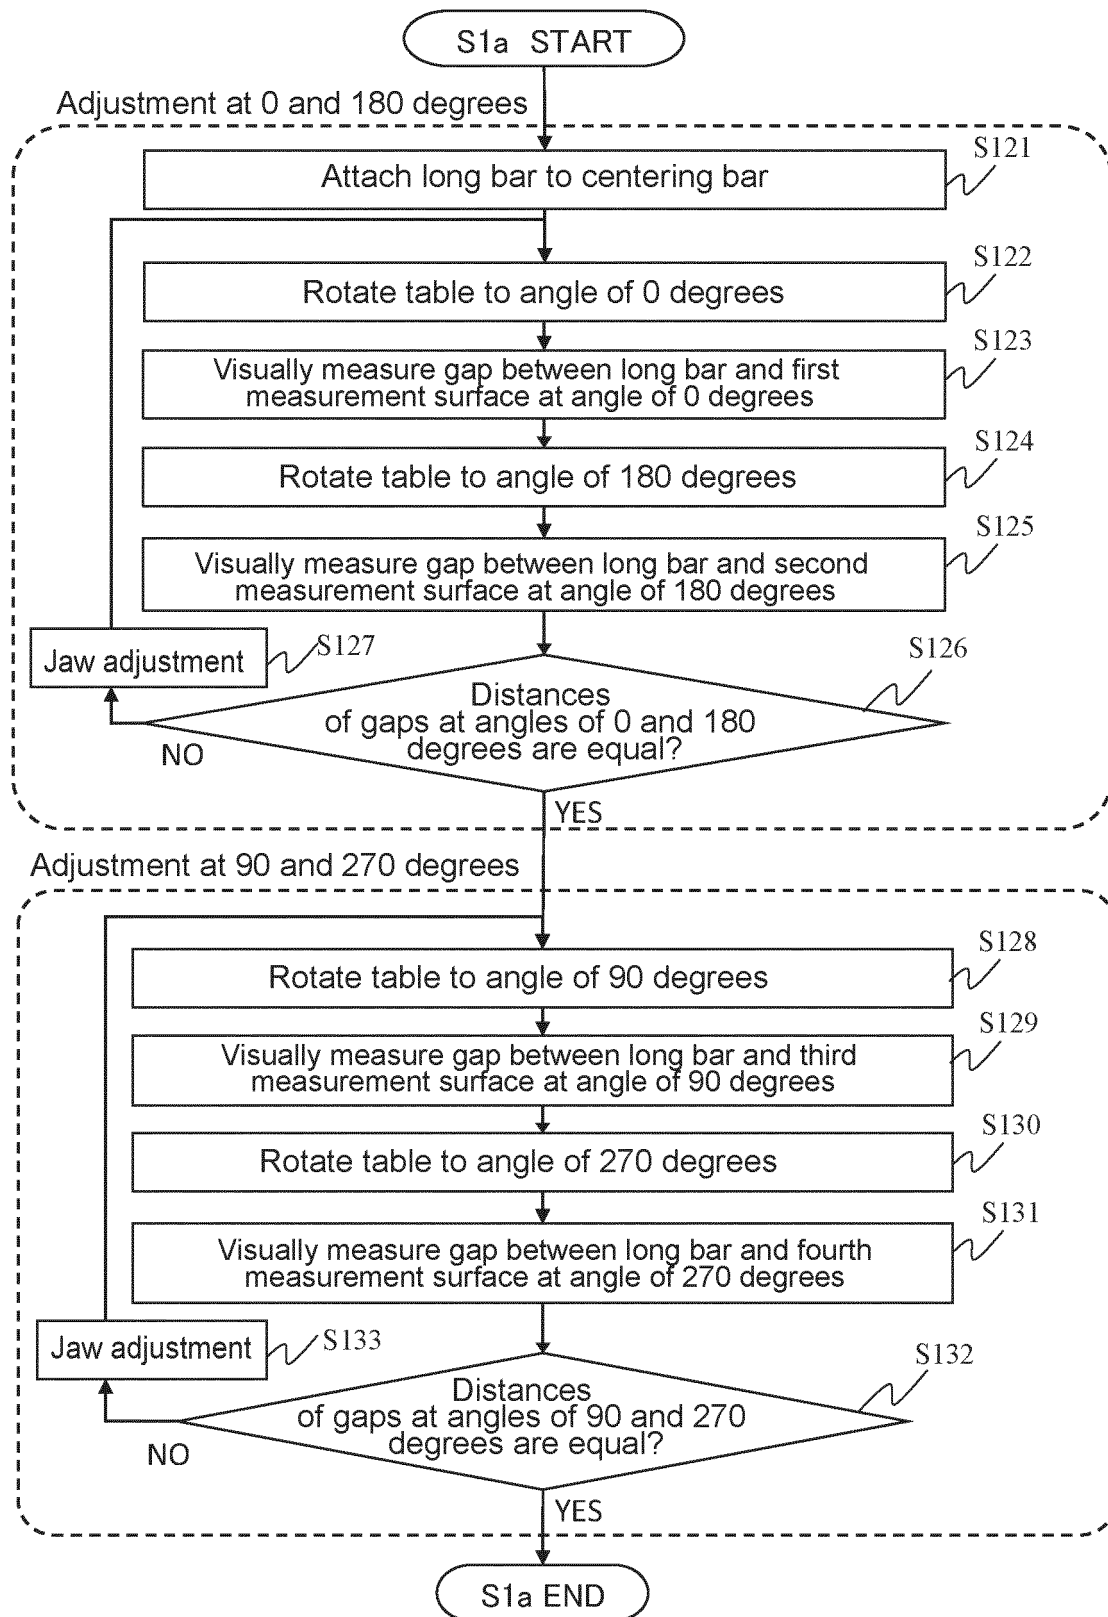 S1a START
Adjustment at 0 and 180 degrees
S121
Attach long bar to centering bar
S122
Rotate table to angle of 0 degrees
S123
Visually measure gap between long bar and first
measurement surface at angle of 0 degrees
S124
Rotate table to angle of 180 degrees
S125
Visually measure gap between long bar and second
measurement surface at angle of 180 degrees
Jaw adjustment
S127
S126
Distances
of gaps at angles of 0 and 180
degrees are equal?
NO
YES
Adjustment at 90 and 270 degrees
S128
Rotate table to angle of 90 degrees
S129
Visually measure gap between long bar and third
measurement surface at angle of 90 degrees
S130
Rotate table to angle of 270 degrees
S131
Visually measure gap between long bar and fourth
measurement surface at angle of 270 degrees
Jaw adjustment
S133
S132
Distances
of gaps at angles of 90 and 270
degrees are equal?
NO
YES
S1a END